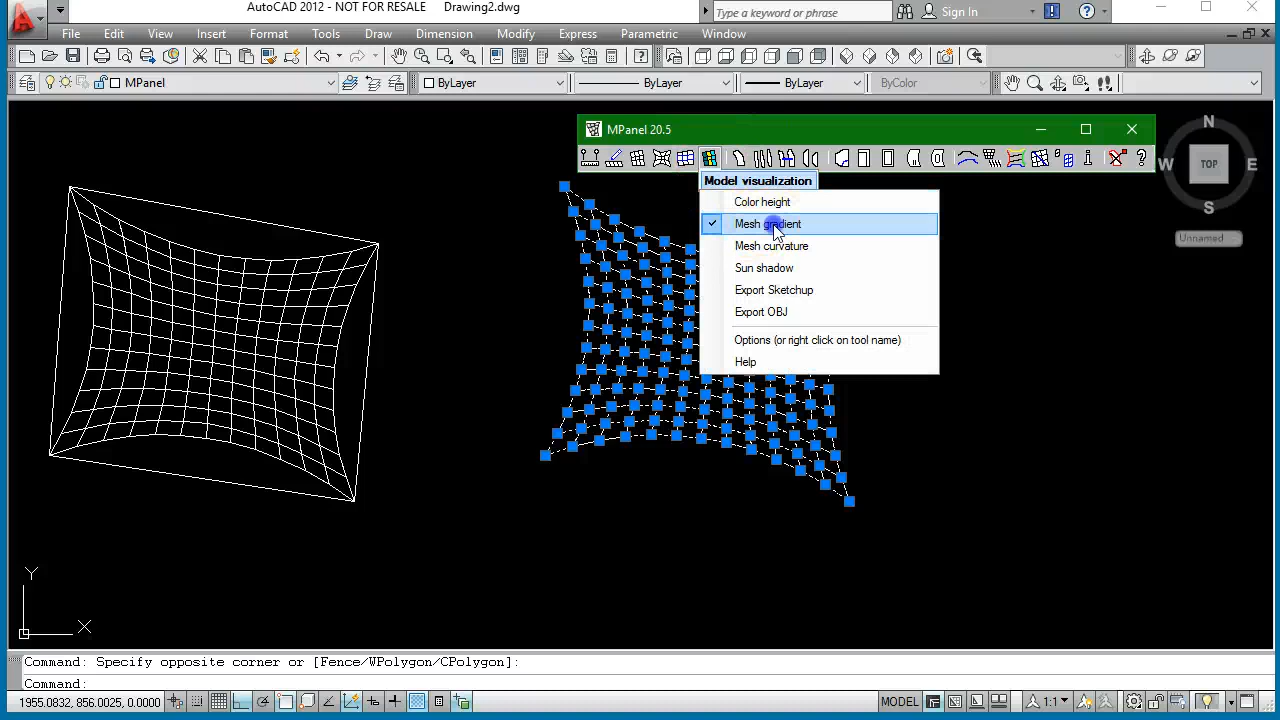 AutoCAD 2012 - NOT FOR RESALE Drawing2.dwg
Type a keyword or phrase
Sign In
File Edit View Insert Format Tools Draw Dimension Modify Express Parametric Window
MPanel
ByLayer
ByLayer
ByLayer
ByColor
MPanel 20.5
Model visualization
Color height
Mesh gradient
Mesh curvature
Sun shadow
Export Sketchup
Export OBJ
Options (or right click on tool name)
Help
N
W TOP E
S
Unnamed
Y
X
Command: Specify opposite corner or [Fence/WPolygon/CPolygon]:
Command:
1955.0832, 856.0025, 0.0000
MODEL
1:1